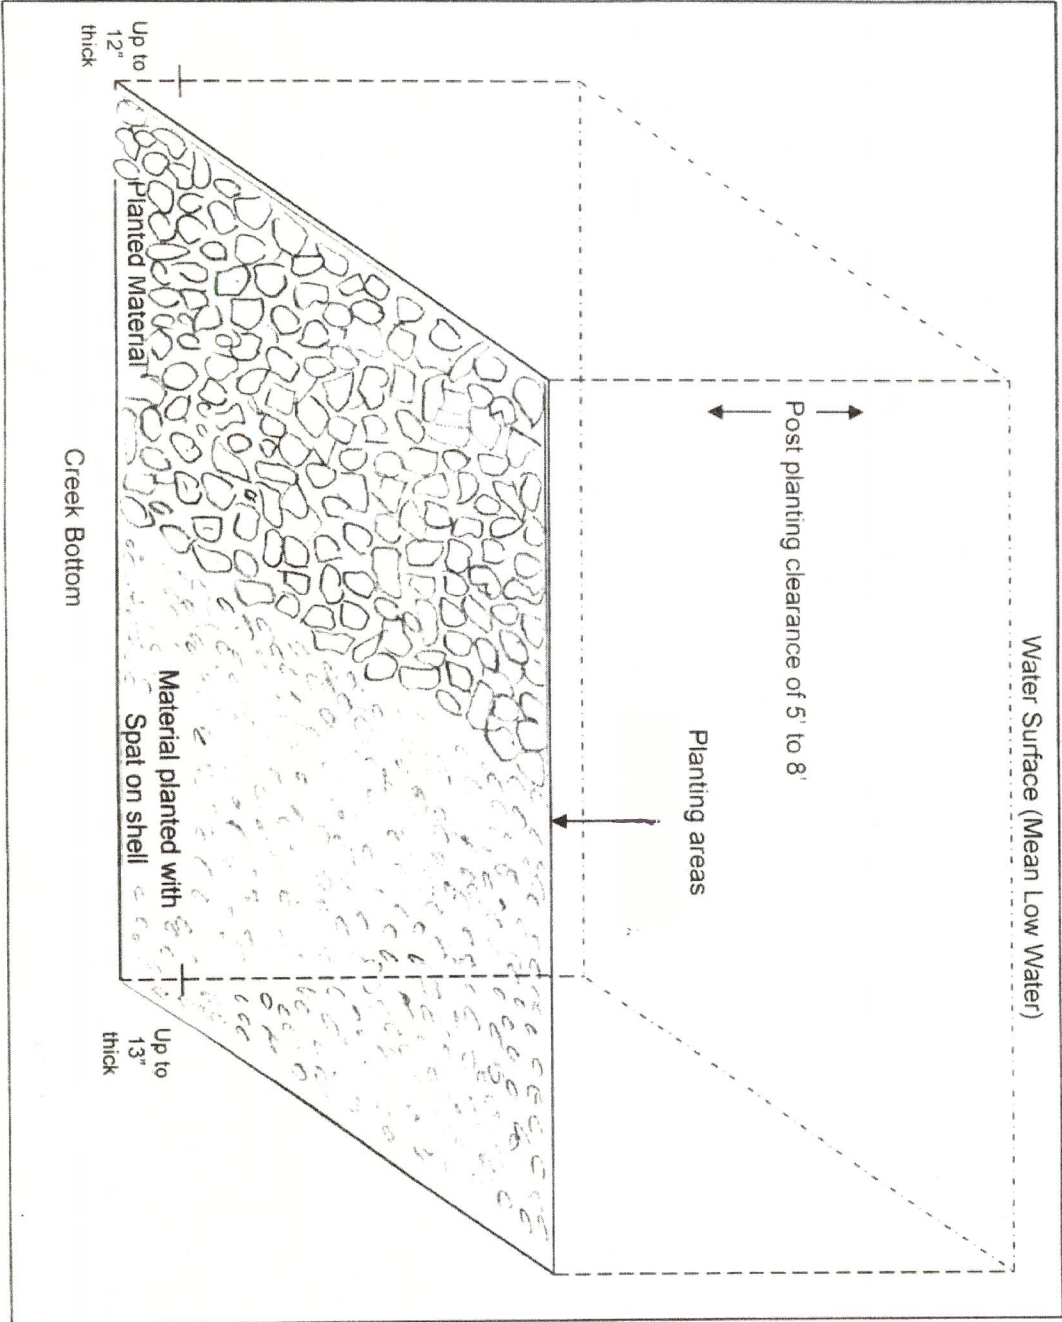 Water Surface (Mean Low Water)
Post planting clearance of 5' to 8'
Planting areas
Up to
12"
thick
Planted Material
Material planted with
Spat on shell
Up to
13"
thick
Creek Bottom